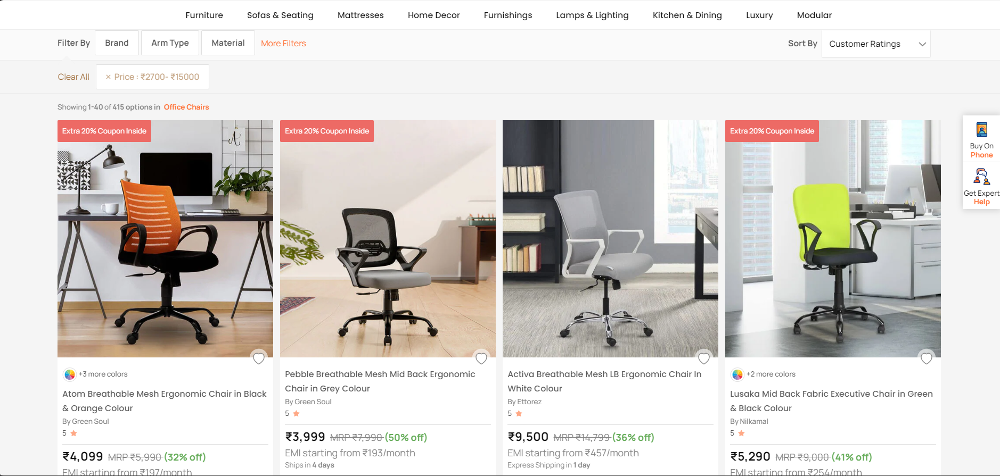 Furniture Sofas & Seating Mattresses Home Decor Furnishings Lamps & Lighting Kitchen & Dining Luxury Modular
Filter By Brand Arm Type Material More Filters Sort By Customer Ratings
Clear All × Price : ₹2700- ₹15000
Showing 1-40 of 415 options in Office Chairs
Extra 20% Coupon Inside
+3 more colors
Atom Breathable Mesh Ergonomic Chair in Black
& Orange Colour
By Green Soul
5
₹4,099 MRP ₹5,990 (32% off)
EMI starting from ₹197/month
Extra 20% Coupon Inside
Pebble Breathable Mesh Mid Back Ergonomic
Chair in Grey Colour
By Green Soul
5
₹3,999 MRP ₹7,990 (50% off)
EMI starting from ₹193/month
Ships in 4 days
Activa Breathable Mesh LB Ergonomic Chair In
White Colour
By Ettorez
5
₹9,500 MRP ₹14,799 (36% off)
EMI starting from ₹457/month
Express Shipping in 1 day
Extra 20% Coupon Inside
+2 more colors
Lusaka Mid Back Fabric Executive Chair in Green
& Black Colour
By Nilkamal
5
₹5,290 MRP ₹9,000 (41% off)
EMI starting from ₹254/month
Buy On
Phone
Get Expert
Help